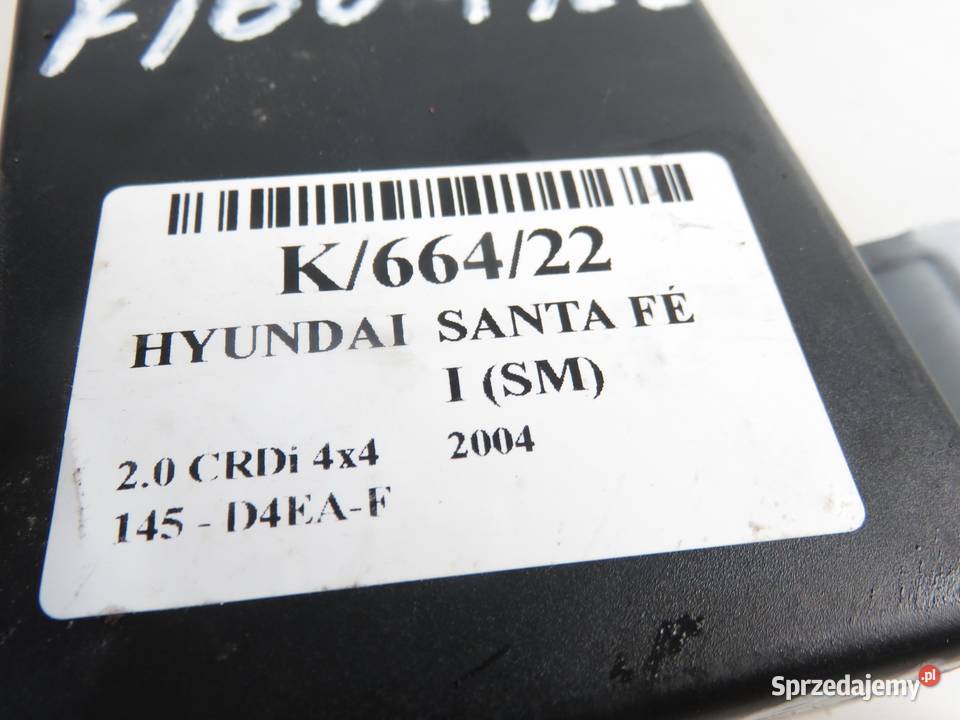 K/664/22
HYUNDAI SANTA FÉ
I (SM)
2.0 CRDi 4x4 2004
145 - D4EA-F
Sprzedajemy.pl